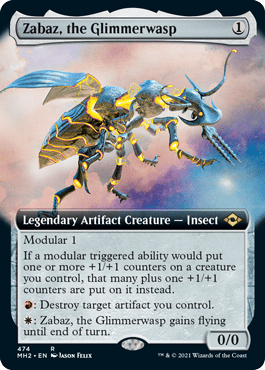 Zabaz, the Glimmerwasp 1
Legendary Artifact Creature — Insect
Modular 1
If a modular triggered ability would put
one or more +1/+1 counters on a creature
you control, that many plus one +1/+1
counters are put on it instead.
: Destroy target artifact you control.
: Zabaz, the Glimmerwasp gains flying
until end of turn.
0/0
474 R
MH2 • EN Jason Felix
™ & © 2021 Wizards of the Coast